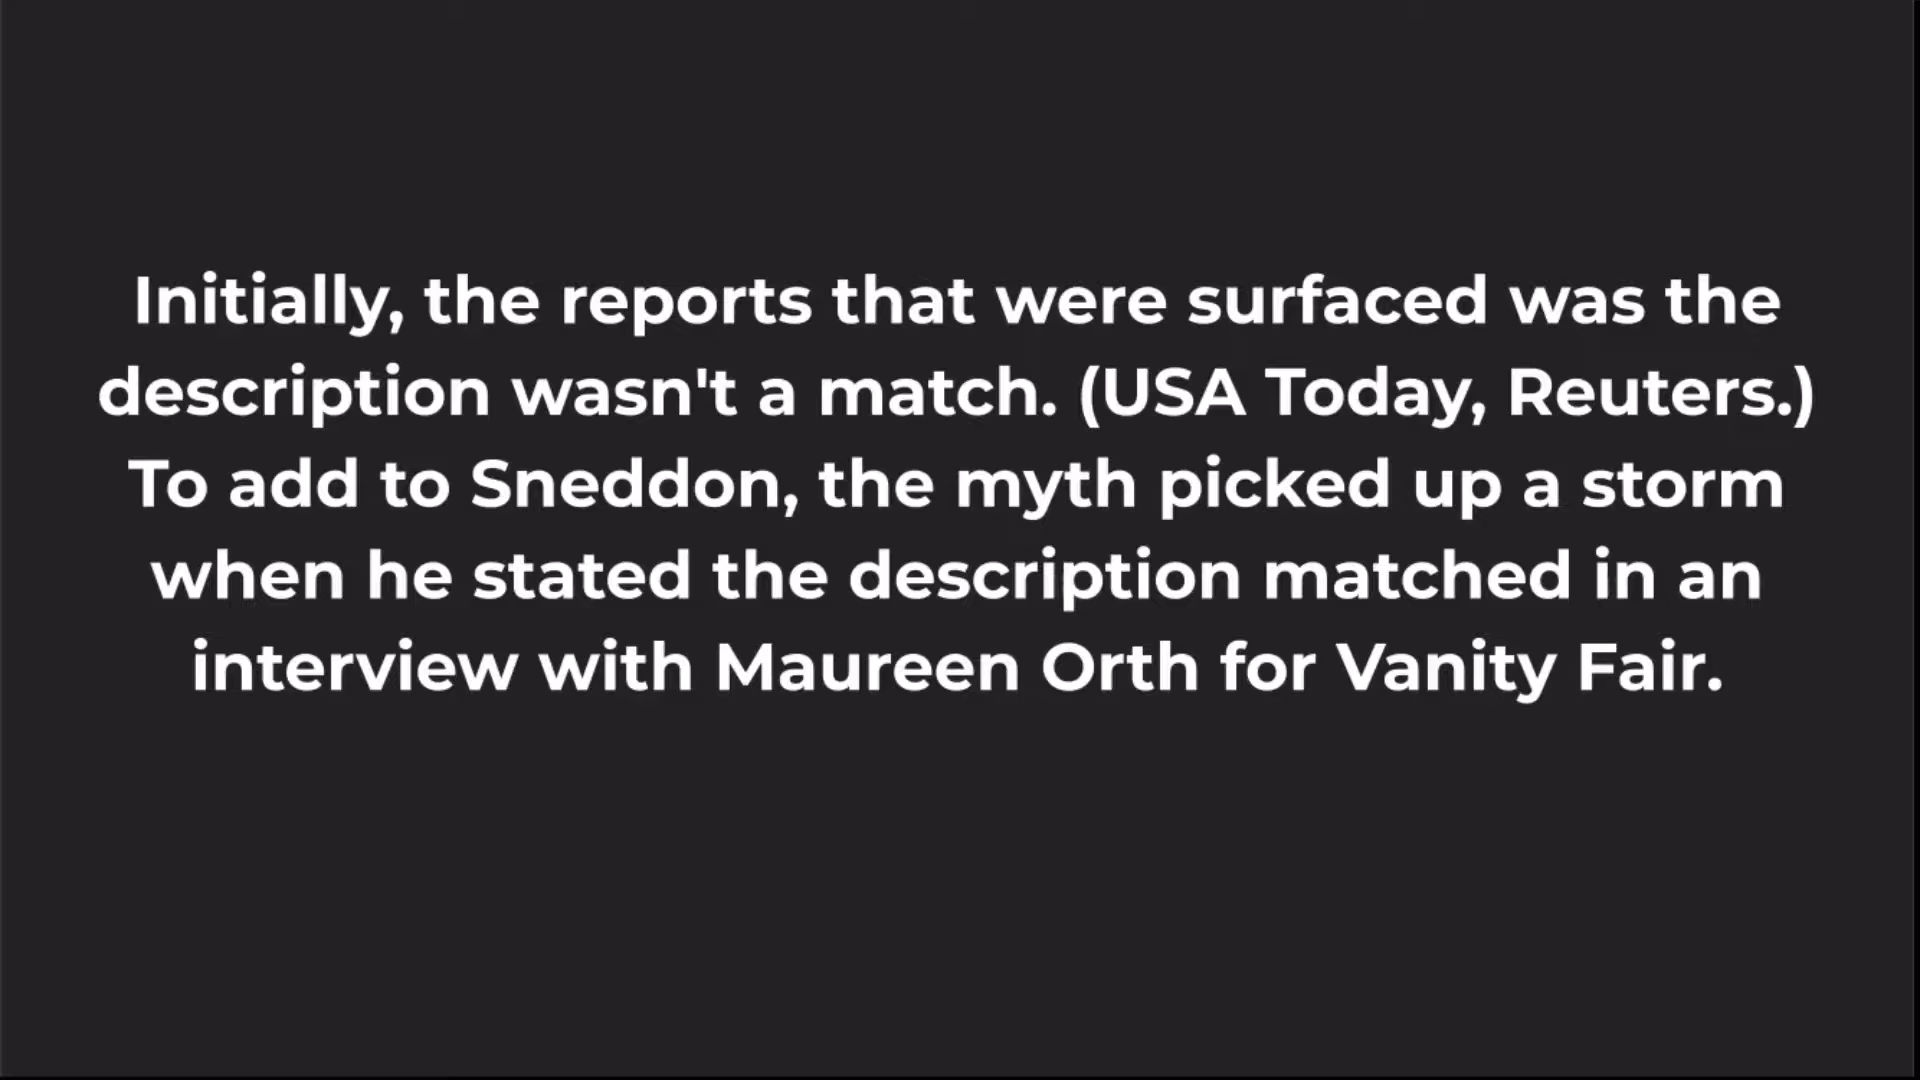 Initially, the reports that were surfaced was the
description wasn't a match. (USA Today, Reuters.)
To add to Sneddon, the myth picked up a storm
when he stated the description matched in an
interview with Maureen Orth for Vanity Fair.